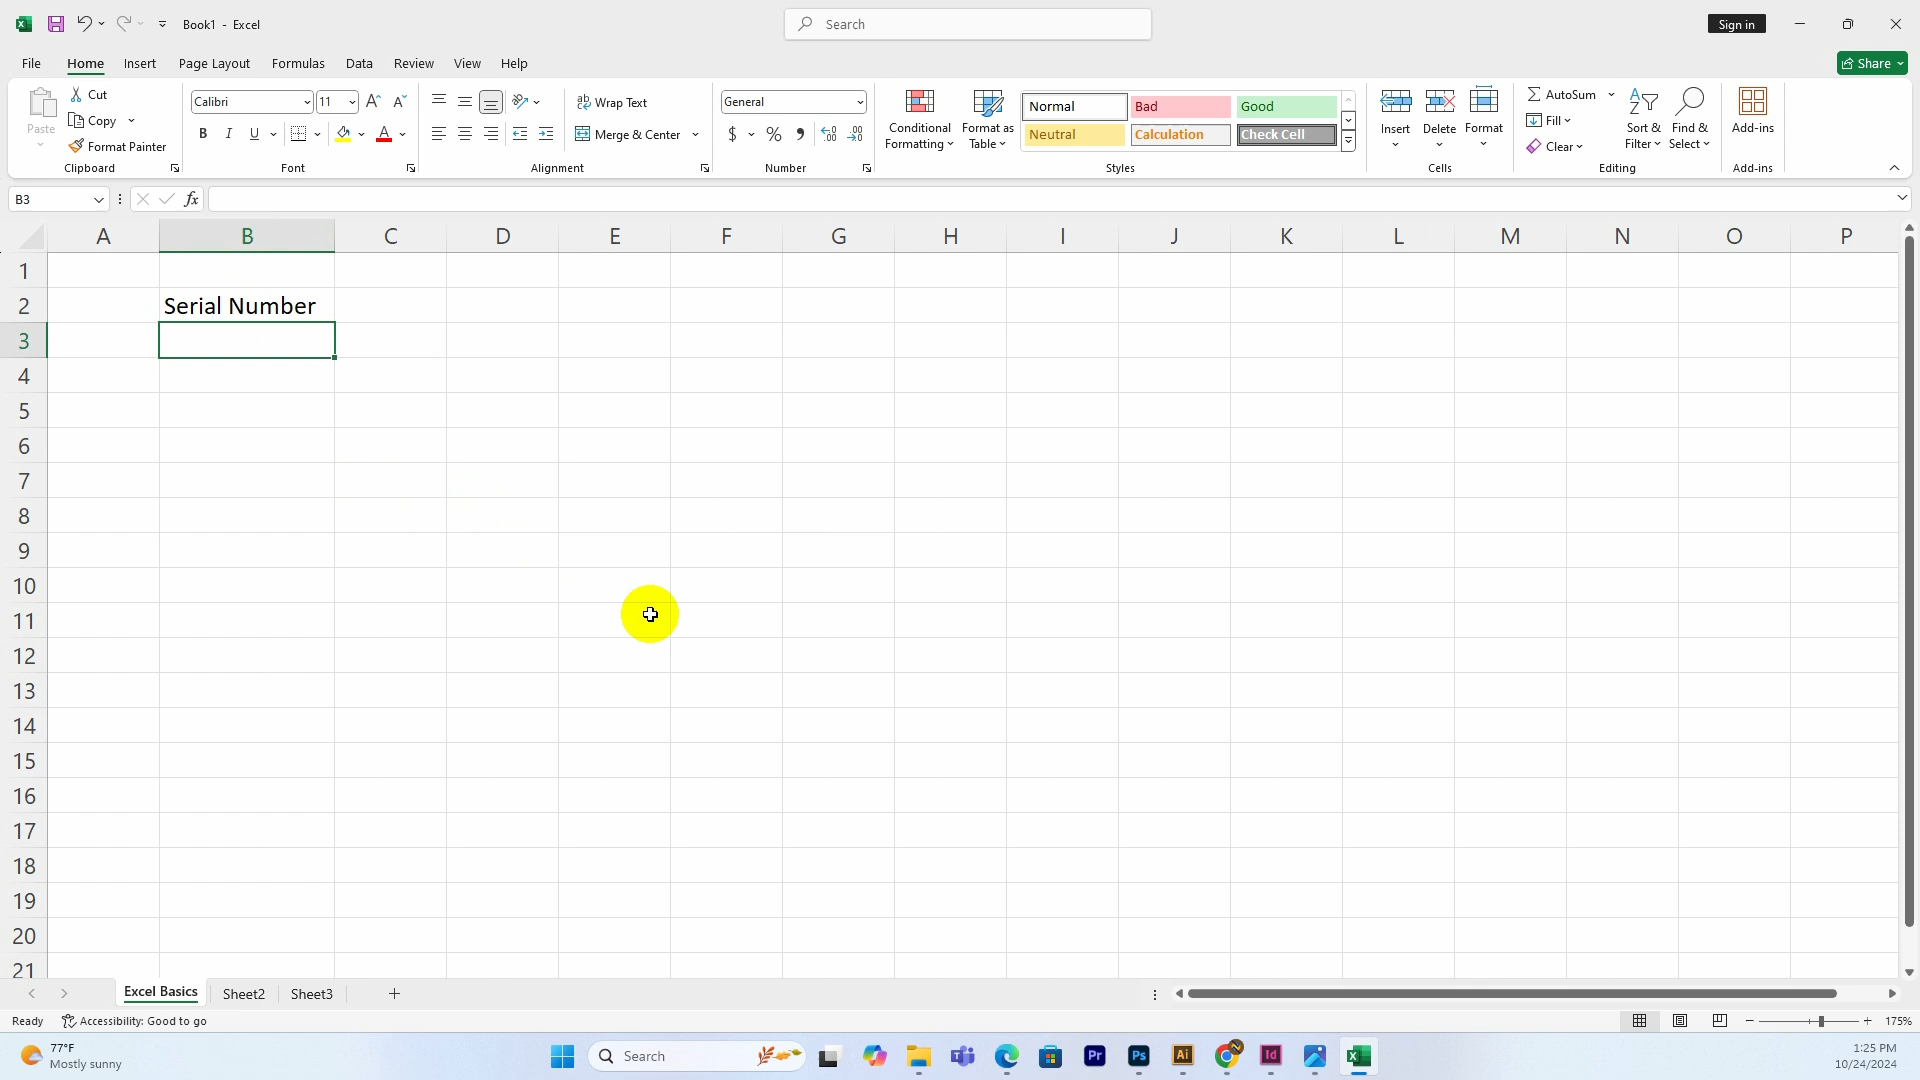 Book1 - Excel
Search
Sign in
File Home Insert Page Layout Formulas Data Review View Help
Share
Paste
Cut
Copy
Format Painter
Clipboard
Calibri 11
B I U
Font
Wrap Text
Merge & Center
Alignment
General
$ % ,
Number
Conditional Formatting
Format as Table
Normal Bad Good
Neutral Calculation Check Cell
Styles
Insert Delete Format
Cells
AutoSum
Fill
Clear
Sort & Filter
Find & Select
Editing
Add-ins
Add-ins
B3
fx
A B C D E F G H I J K L M N O P
1
2 Serial Number
3
4
5
6
7
8
9
10
11
12
13
14
15
16
17
18
19
20
21
Excel Basics Sheet2 Sheet3
Ready Accessibility: Good to go
175%
77°F
Mostly sunny
Search
1:25 PM
10/24/2024